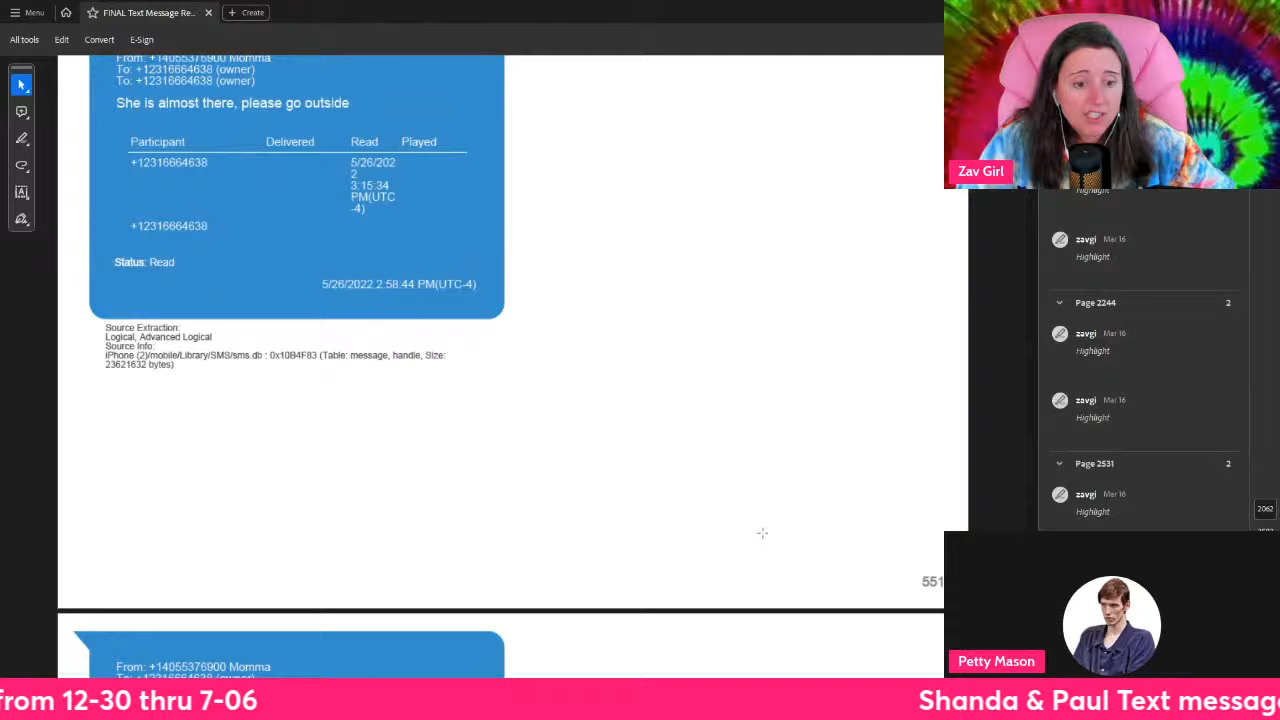 Menu
FINAL Text Message Re...
Create
All tools
Edit
Convert
E-Sign
From: +14055376900 Momma
To: +12316664638 (owner)
To: +12316664638 (owner)
She is almost there, please go outside
Participant Delivered Read Played
+12316664638 5/26/202
2
3:15:34
PM(UTC
-4)
+12316664638
Status: Read
5/26/2022 2:58:44 PM(UTC-4)
Source Extraction:
Logical, Advanced Logical
Source Info:
iPhone (2)/mobile/Library/SMS/sms.db : 0x10B4F83 (Table: message, handle, Size:
23621632 bytes)
551
From: +14055376900 Momma
To: +12316664638 (owner)
Zav Girl
Highlight
zavgi Mar 16
Highlight
Page 2244 2
zavgi Mar 16
Highlight
zavgi Mar 16
Highlight
Page 2531 2
zavgi Mar 16
Highlight
2062
Petty Mason
from 12-30 thru 7-06
Shanda & Paul Text message